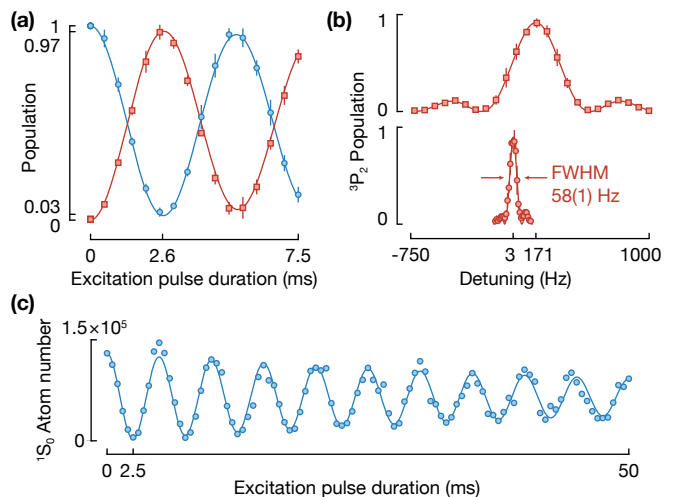 (a)
1
0.97
Population
0.03
0
0
2.6
7.5
Excitation pulse duration (ms)
(b)
1
0
1
0
³P₂ Population
FWHM
58(1) Hz
-750
3 171
1000
Detuning (Hz)
(c)
1.5×10⁵
¹S₀ Atom number
0
0 2.5
50
Excitation pulse duration (ms)